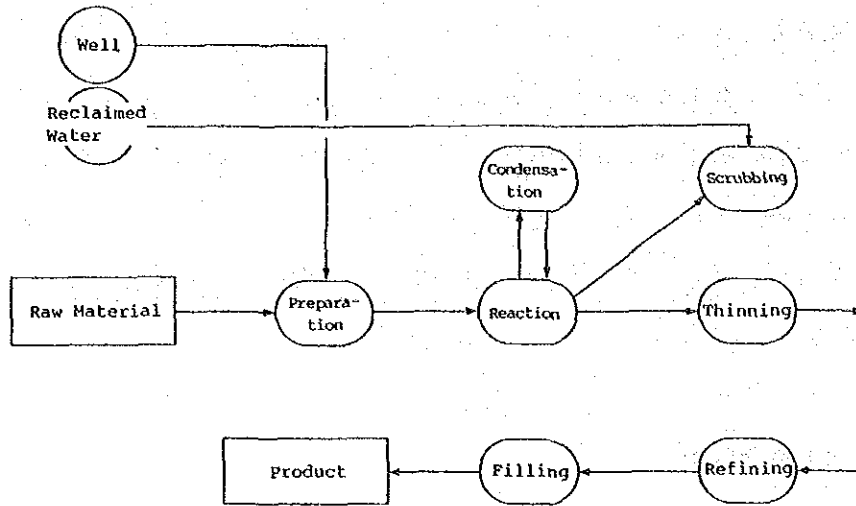 Well
Reclaimed
Water
Condensa-
tion
Scrubbing
Raw Material
Prepara-
tion
Reaction
Thinning
Product
Filling
Refining